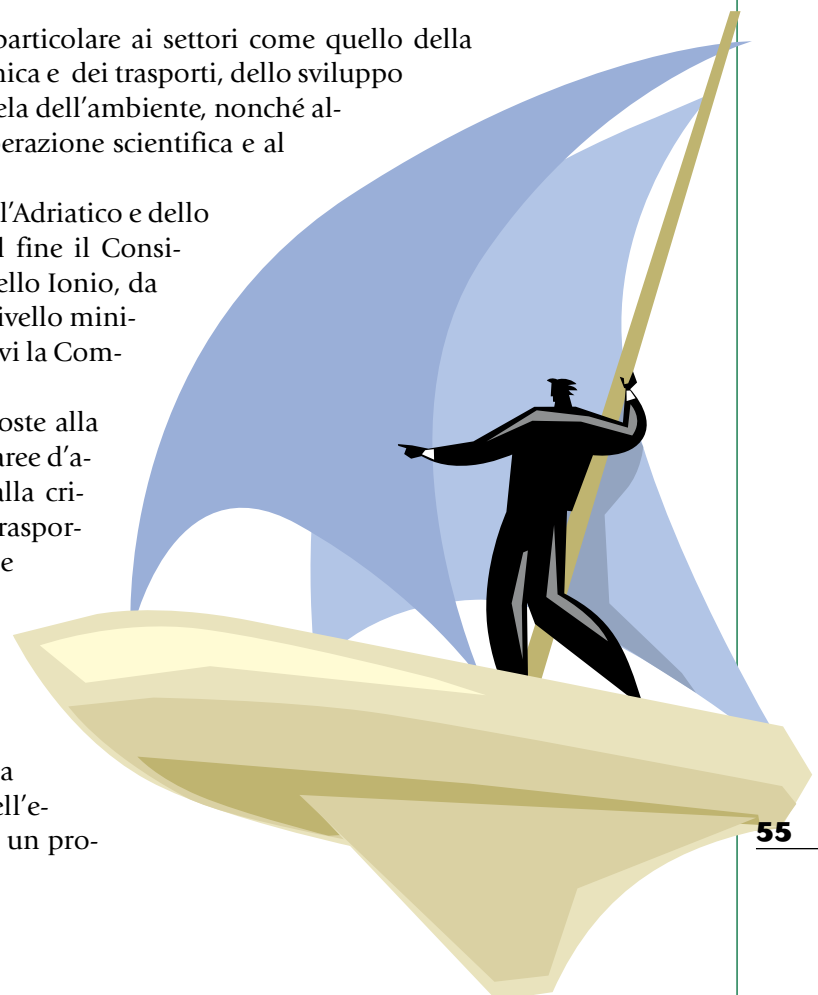 particolare ai settori come quello della
nica e dei trasporti, dello sviluppo
ela dell'ambiente, nonché al-
erazione scientifica e al
l'Adriatico e dello
l fine il Consi-
ello Ionio, da
ivello mini-
vi la Com-
oste alla
aree d'a-
alla cri-
raspor-
e
a
ell'e-
un pro-
55